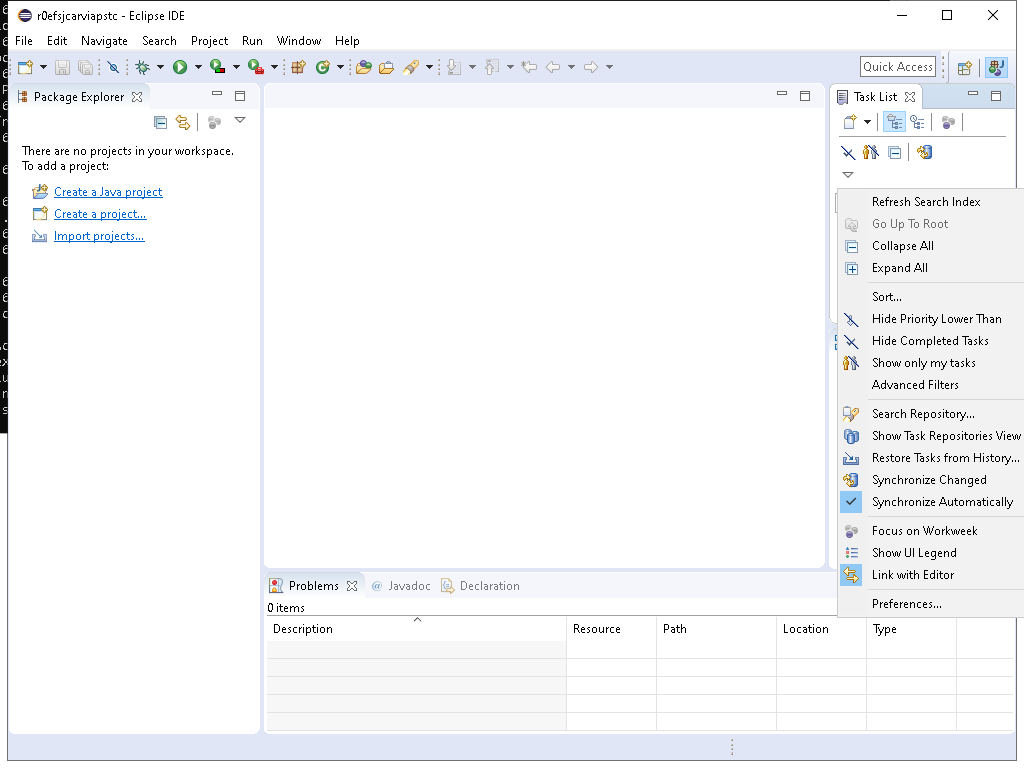 r0efsjcarviapstc - Eclipse IDE
File Edit Navigate Search Project Run Window Help
Quick Access
Package Explorer
Task List
There are no projects in your workspace.
To add a project:
Create a Java project
Create a project...
Import projects...
Refresh Search Index
Go Up To Root
Collapse All
Expand All
Sort...
Hide Priority Lower Than
Hide Completed Tasks
Show only my tasks
Advanced Filters
Search Repository...
Show Task Repositories View
Restore Tasks from History...
Synchronize Changed
Synchronize Automatically
Focus on Workweek
Show UI Legend
Link with Editor
Preferences...
Problems @ Javadoc Declaration
0 items
Description Resource Path Location Type